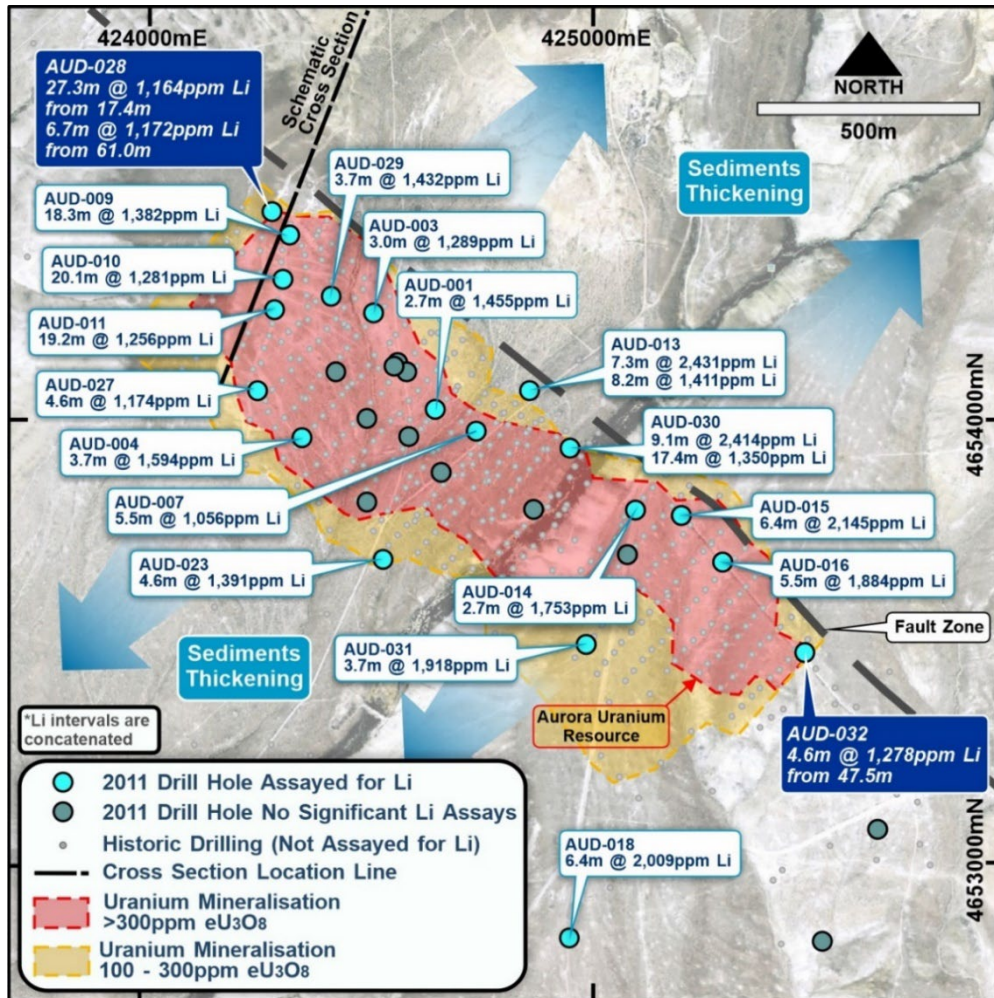 424000mE
425000mE
AUD-028
27.3m @ 1,164ppm Li
from 17.4m
6.7m @ 1,172ppm Li
from 61.0m
Schematic
Cross Section
NORTH
500m
Sediments
Thickening
AUD-029
3.7m @ 1,432ppm Li
AUD-009
18.3m @ 1,382ppm Li
AUD-003
3.0m @ 1,289ppm Li
AUD-010
20.1m @ 1,281ppm Li
AUD-001
2.7m @ 1,455ppm Li
AUD-011
19.2m @ 1,256ppm Li
AUD-013
7.3m @ 2,431ppm Li
8.2m @ 1,411ppm Li
AUD-027
4.6m @ 1,174ppm Li
AUD-030
9.1m @ 2,414ppm Li
17.4m @ 1,350ppm Li
4654000mN
AUD-004
3.7m @ 1,594ppm Li
AUD-007
5.5m @ 1,056ppm Li
AUD-015
6.4m @ 2,145ppm Li
AUD-023
4.6m @ 1,391ppm Li
AUD-014
2.7m @ 1,753ppm Li
AUD-016
5.5m @ 1,884ppm Li
Fault Zone
Sediments
Thickening
AUD-031
3.7m @ 1,918ppm Li
Aurora Uranium
Resource
AUD-032
4.6m @ 1,278ppm Li
from 47.5m
*Li intervals are
concatenated
2011 Drill Hole Assayed for Li
2011 Drill Hole No Significant Li Assays
Historic Drilling (Not Assayed for Li)
Cross Section Location Line
Uranium Mineralisation
>300ppm eU3O8
Uranium Mineralisation
100 - 300ppm eU3O8
AUD-018
6.4m @ 2,009ppm Li
4653000mN